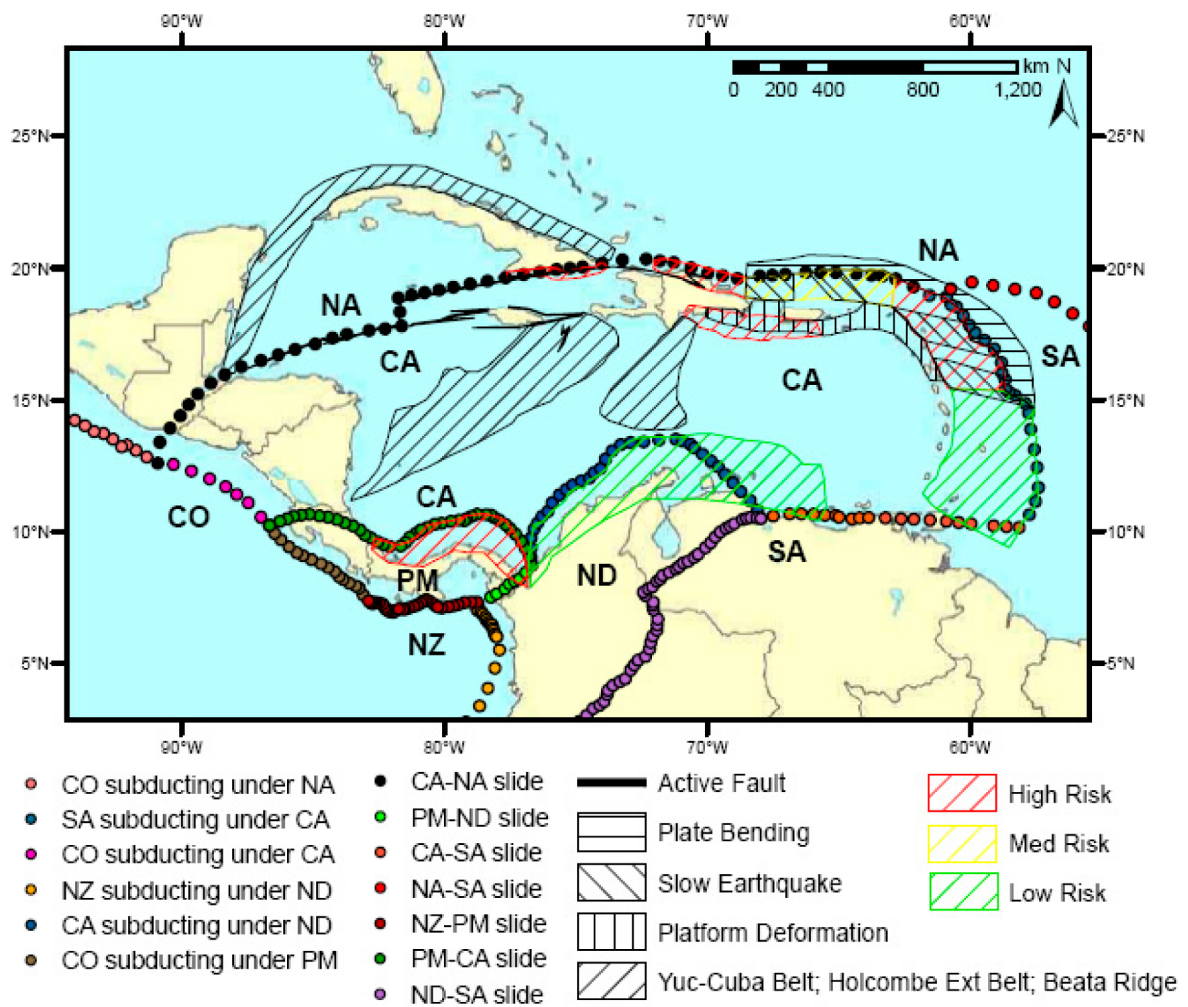 90°W 80°W 70°W 60°W
km N
0 200 400 800 1,200
25°N 25°N
NA
20°N 20°N
NA
SA
CA CA
15°N 15°N
CA
CO
10°N 10°N
SA
PM ND
NZ
5°N 5°N
90°W 80°W 70°W 60°W
CO subducting under NA
SA subducting under CA
CO subducting under CA
NZ subducting under ND
CA subducting under ND
CO subducting under PM
CA-NA slide
PM-ND slide
CA-SA slide
NA-SA slide
NZ-PM slide
PM-CA slide
ND-SA slide
Active Fault
Plate Bending
Slow Earthquake
Platform Deformation
Yuc-Cuba Belt; Holcombe Ext Belt; Beata Ridge
High Risk
Med Risk
Low Risk